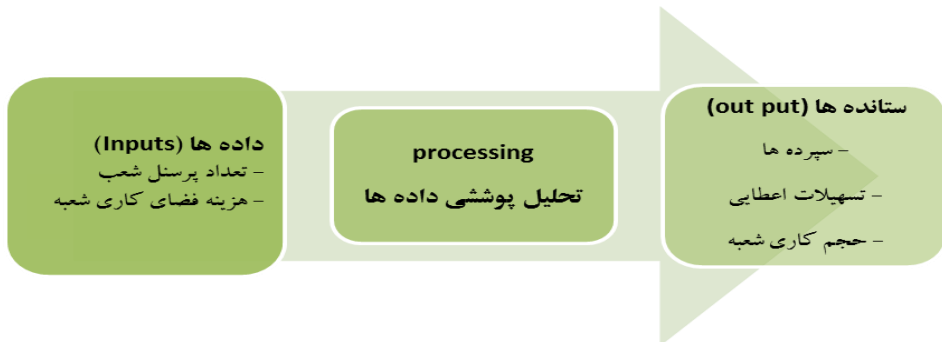 داده ها (Inputs)
– تعداد پرسنل شعب
– هزینه فضای کاری شعبه
processing
تحلیل پوششی داده ها
ستانده ها (out put)
– سپرده ها
– تسهیلات اعطایی
– حجم کاری شعبه